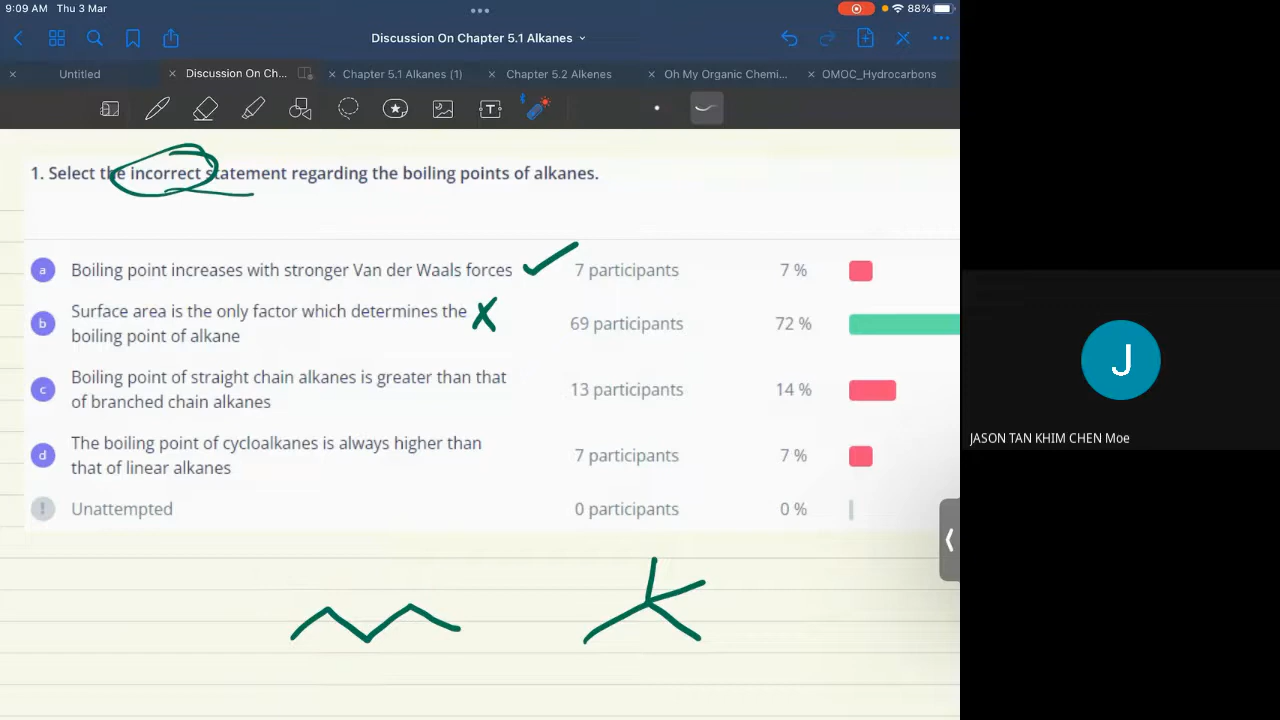 9:09 AM Thu 3 Mar
88%
Discussion On Chapter 5.1 Alkanes
Untitled
Discussion On Ch...
Chapter 5.1 Alkanes (1)
Chapter 5.2 Alkenes
Oh My Organic Chemi...
OMOC_Hydrocarbons
1. Select the incorrect statement regarding the boiling points of alkanes.
a Boiling point increases with stronger Van der Waals forces 7 participants 7 %
b Surface area is the only factor which determines the
boiling point of alkane 69 participants 72 %
c Boiling point of straight chain alkanes is greater than that
of branched chain alkanes 13 participants 14 %
d The boiling point of cycloalkanes is always higher than
that of linear alkanes 7 participants 7 %
! Unattempted 0 participants 0 %
J
JASON TAN KHIM CHEN Moe